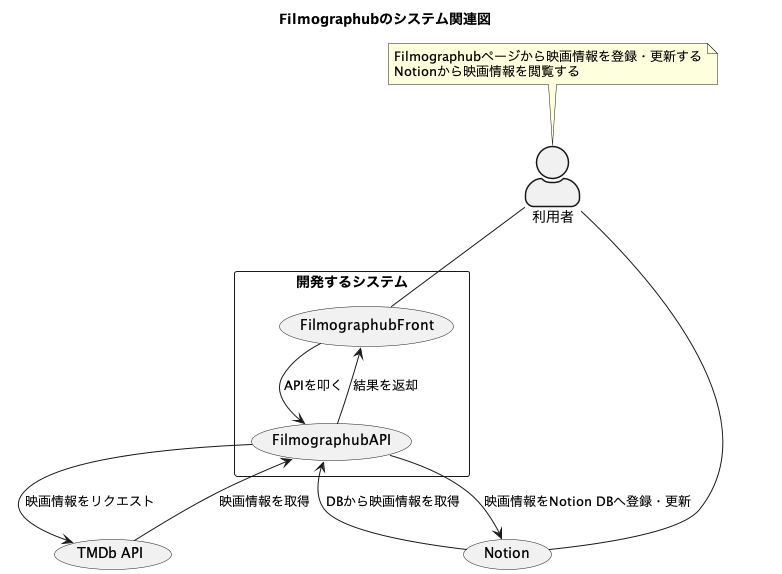 Filmographubのシステム関連図
Filmographubページから映画情報を登録・更新する
Notionから映画情報を閲覧する
利用者
開発するシステム
FilmographubFront
APIを叩く
結果を返却
FilmographubAPI
映画情報をリクエスト
映画情報を取得
DBから映画情報を取得
映画情報をNotion DBへ登録・更新
TMDb API
Notion